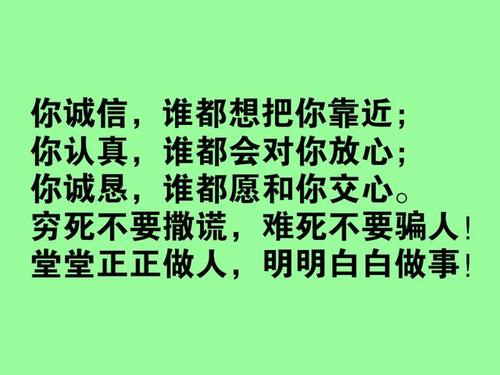 你诚信，谁都想把你靠近；
你认真，谁都会对你放心；
你诚恳，谁都愿和你交心。
穷死不要撒谎，难死不要骗人！
堂堂正正做人，明明白白做事！